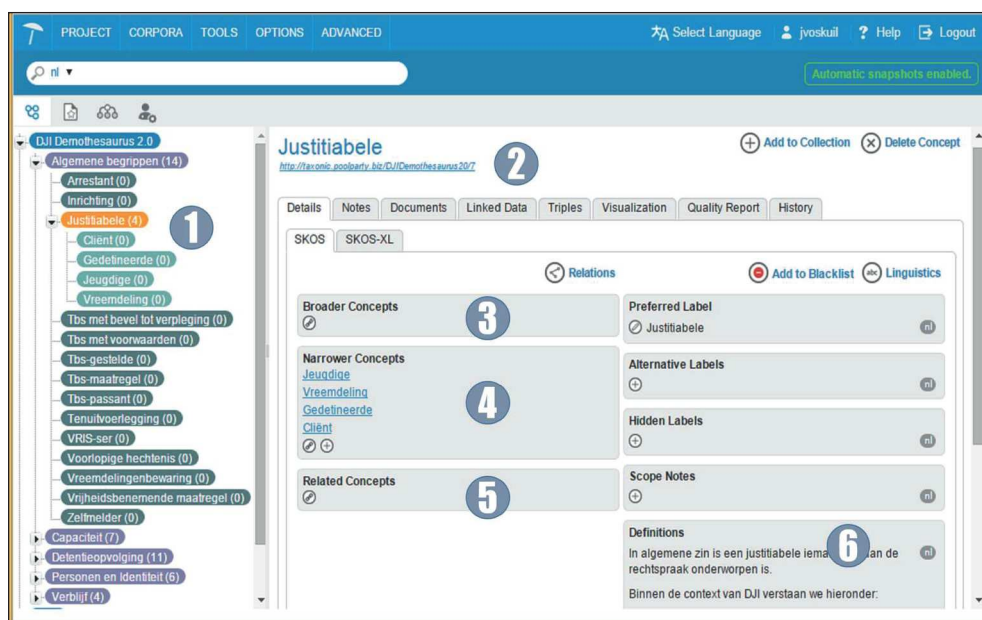 PROJECT CORPORA TOOLS OPTIONS ADVANCED Select Language jvoskuil ? Help Logout
nl Automatic snapshots enabled.
DJI Demothesaurus 2.0
Algemene begrippen (14)
Arrestant (0)
Inrichting (0)
Justitiabele (4)
Cliënt (0)
Gedetineerde (0)
Jeugdige (0)
Vreemdeling (0)
Tbs met bevel tot verpleging (0)
Tbs met voorwaarden (0)
Tbs-gestelde (0)
Tbs-maatregel (0)
Tbs-passant (0)
Tenuitvoerlegging (0)
VRIS-ser (0)
Voorlopige hechtenis (0)
Vreemdelingenbewaring (0)
Vrijheidsbenemende maatregel (0)
Zelfmelder (0)
Capaciteit (7)
Detentieopvolging (11)
Personen en Identiteit (6)
Verblijf (4)
1
Justitiabele
http://taxonic.poolparty.biz/DJIDemothesaurus20/7
2
Add to Collection Delete Concept
Details Notes Documents Linked Data Triples Visualization Quality Report History
SKOS SKOS-XL
Relations Add to Blacklist abc Linguistics
Broader Concepts
3
Narrower Concepts
Jeugdige
Vreemdeling
Gedetineerde
Cliënt
4
Related Concepts
5
Preferred Label
Justitiabele nl
Alternative Labels
nl
Hidden Labels
nl
Scope Notes
nl
Definitions
6
In algemene zin is een justitiabele iema an de nl
rechtspraak onderworpen is.
Binnen de context van DJI verstaan we hieronder: